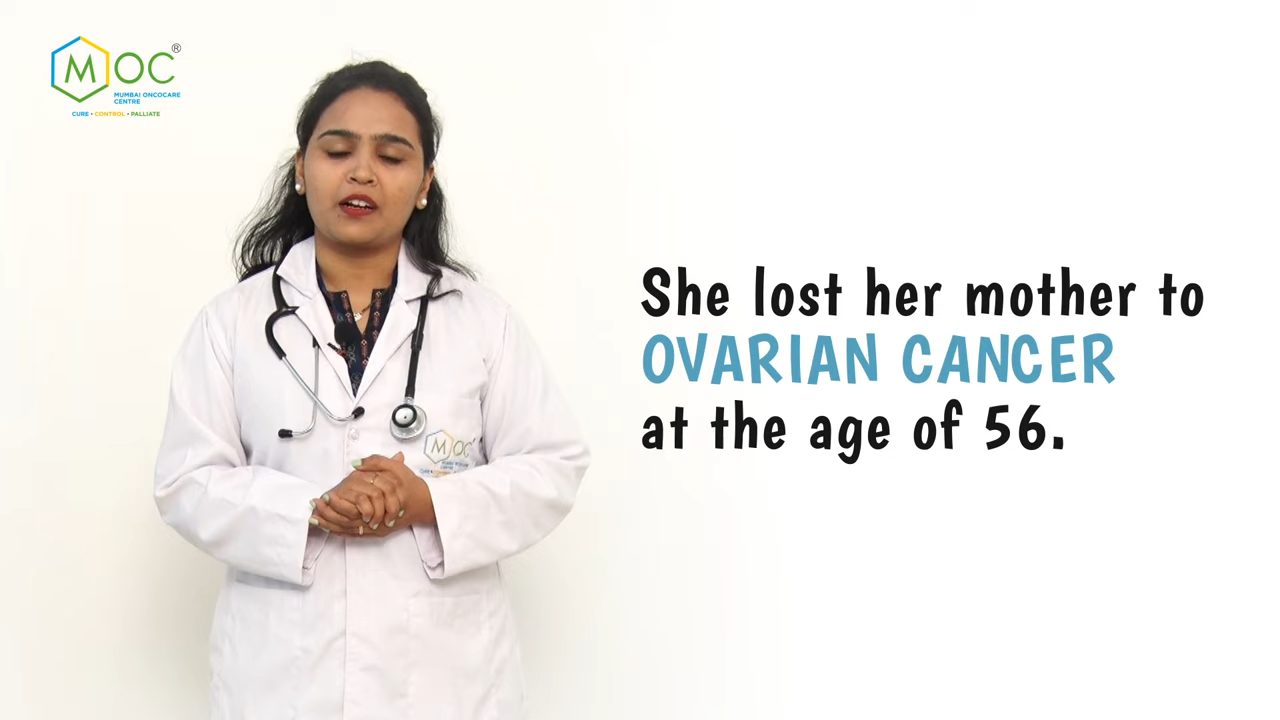 MOC®
MUMBAI ONCOCARE
CENTRE
CURE • CONTROL • PALLIATE
She lost her mother to
OVARIAN CANCER
at the age of 56.
MOC